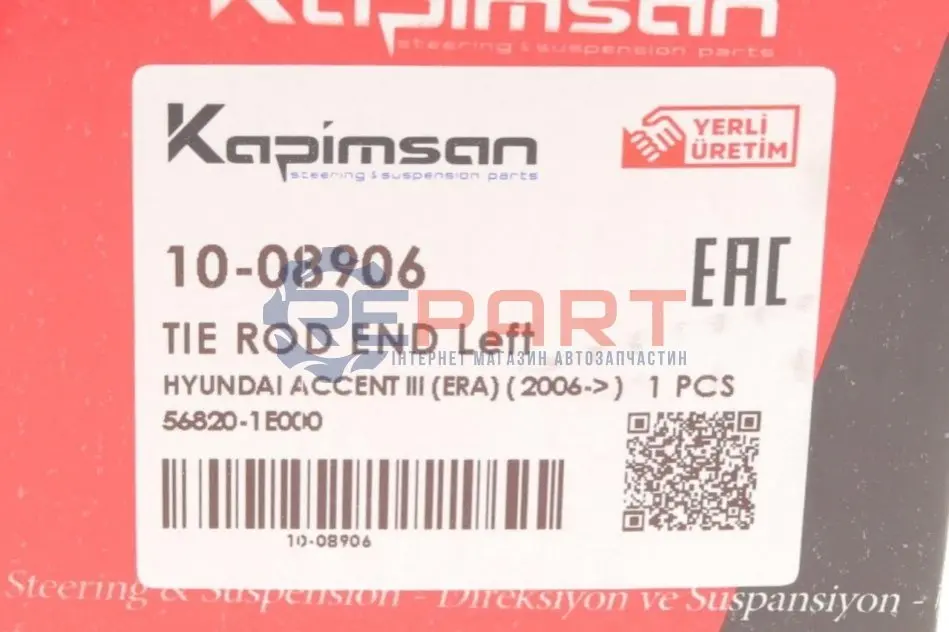 Kapimsan
steering & suspension parts
Kapimsan
steering & suspension parts
YERLİ
ÜRETİM
10-08906
EAC
REPART
TIE ROD END Left
ІНТЕРНЕТ МАГАЗИН АВТОЗАПЧАСТИН
HYUNDAI ACCENT III (ERA) ( 2006-> ) 1 PCS
56820-1E000
10-08906
Steering & Suspension - Direksiyon ve Suspansiyon -